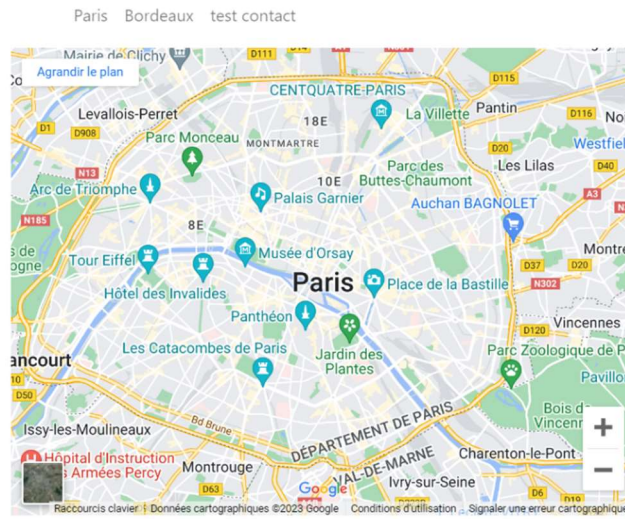 Paris Bordeaux test contact
Mairie de Clichy
D111
Agrandir le plan
D115
CENTQUATRE-PARIS
Levallois-Perret
18E
La Villette
Pantin
D116
D1
D908
Parc Monceau
MONTMARTRE
D20
Westfiel
N13
Parc des
Buttes-Chaumont
Les Lilas
D40
Arc de Triomphe
10E
Palais Garnier
Auchan BAGNOLET
A3
N185
8E
Tour Eiffel
Musée d'Orsay
Montre
D37
D20
Hôtel des Invalides
Paris
Place de la Bastille
N302
Panthéon
D120
Vincennes
Les Catacombes de Paris
Jardin des
Plantes
Parc Zoologique de P
ancourt
D50
Pavillo
Bd Brune
Bois d
Vincenn
Issy-les-Moulineaux
DÉPARTEMENT DE PARIS
VAL-DE-MARNE
Hôpital d'Instruction
s Armées Percy
Charenton-le-Pont
Montrouge
Ivry-sur-Seine
D63
Google
D6
D19
Raccourcis clavier Données cartographiques ©2023 Google Conditions d'utilisation Signaler une erreur cartographique